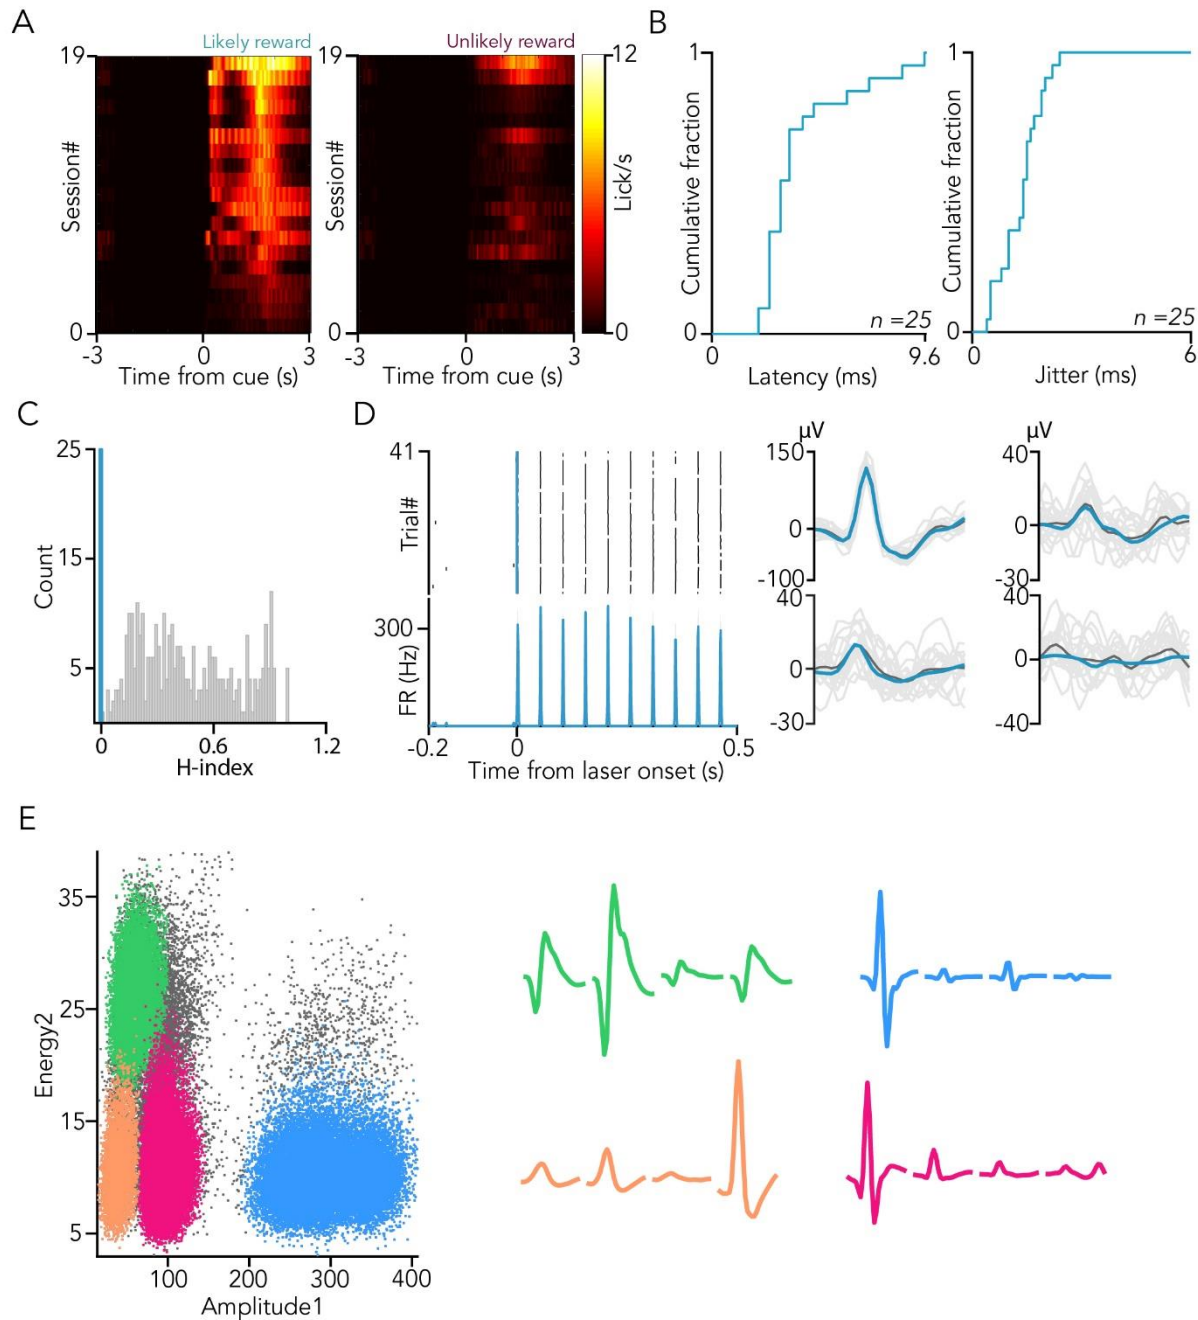 A
Likely reward
Unlikely reward
19
19
12
Session#
Session#
Lick/s
0
0
0
-3
0
3
-3
0
3
Time from cue (s)
Time from cue (s)
B
1
1
Cumulative fraction
Cumulative fraction
n =25
n =25
0
0
0
9.6
0
6
Latency (ms)
Jitter (ms)
C
25
15
5
Count
0
0.6
1.2
H-index
D
41
Trial#
300
FR (Hz)
-0.2
0
0.5
Time from laser onset (s)
µV
µV
150
40
0
0
-100
-30
µV
µV
40
40
0
0
-30
-40
E
35
25
15
5
Energy2
100
200
300
400
Amplitude1